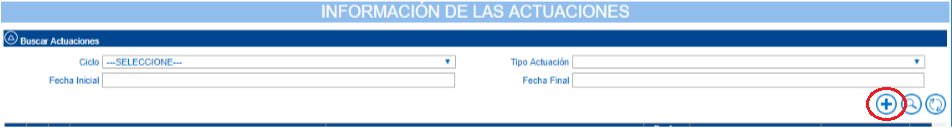 INFORMACIÓN DE LAS ACTUACIONES
Buscar Actuaciones
Ciclo ---SELECCIONE--- Tipo Actuación
Fecha Inicial Fecha Final